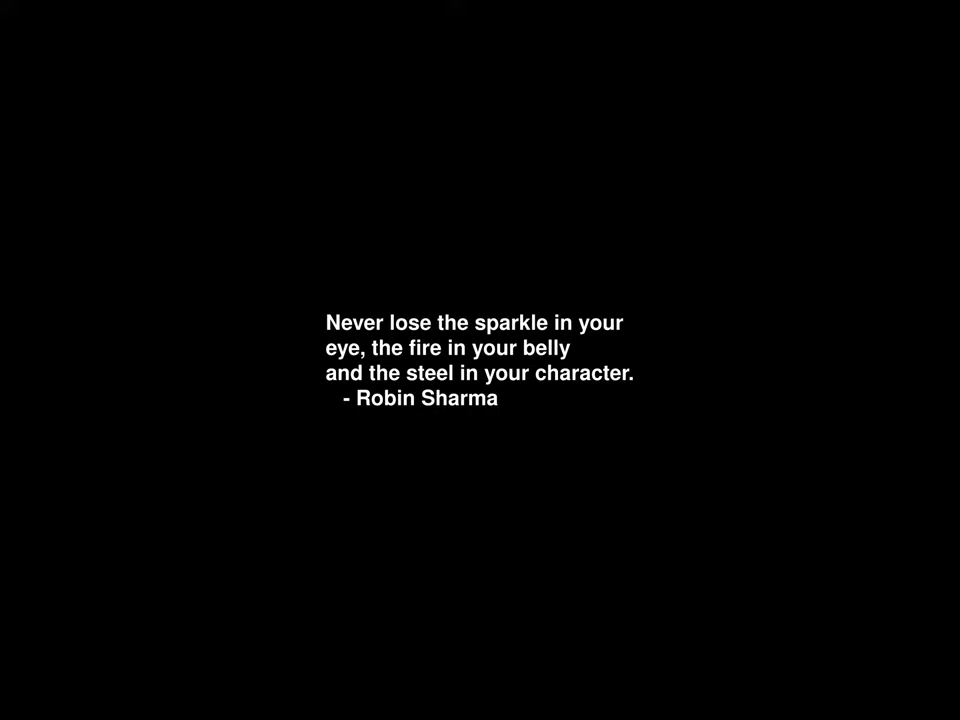 Never lose the sparkle in your
eye, the fire in your belly
and the steel in your character.
- Robin Sharma